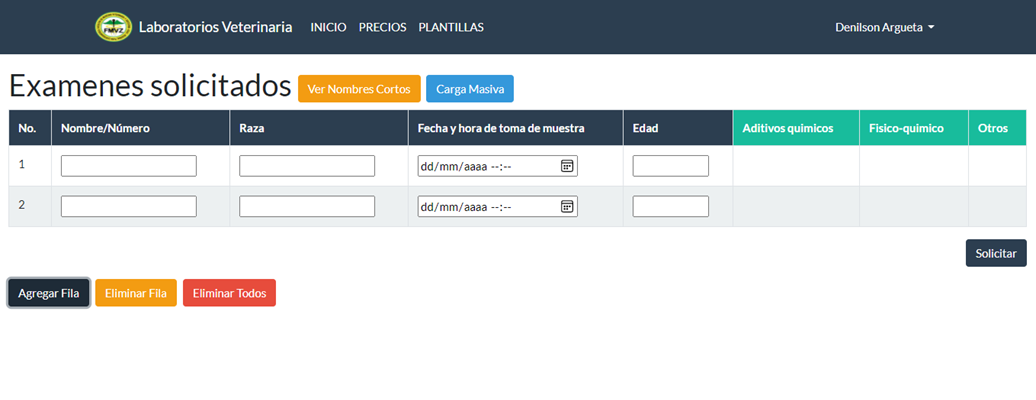 FMVZ
Laboratorios Veterinaria INICIO PRECIOS PLANTILLAS Denilson Argueta
Examenes solicitados Ver Nombres Cortos Carga Masiva
No. Nombre/Número Raza Fecha y hora de toma de muestra Edad Aditivos quimicos Fisico-quimico Otros
1 dd/mm/aaaa --:--
2 dd/mm/aaaa --:--
Solicitar
Agregar Fila Eliminar Fila Eliminar Todos